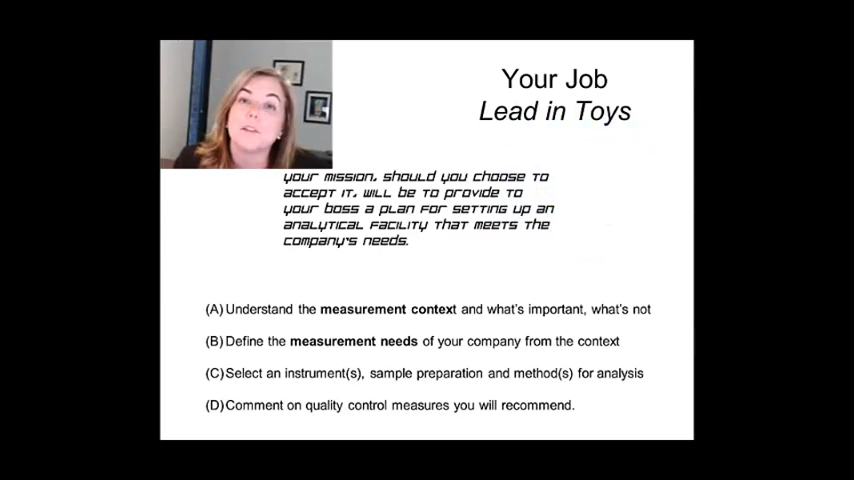 Your Job
Lead in Toys
Your mission, should you choose to
accept it, will be to provide to
your boss a plan for setting up an
analytical facility that meets the
company's needs.
(A) Understand the measurement context and what's important, what's not
(B) Define the measurement needs of your company from the context
(C) Select an instrument(s), sample preparation and method(s) for analysis
(D) Comment on quality control measures you will recommend.